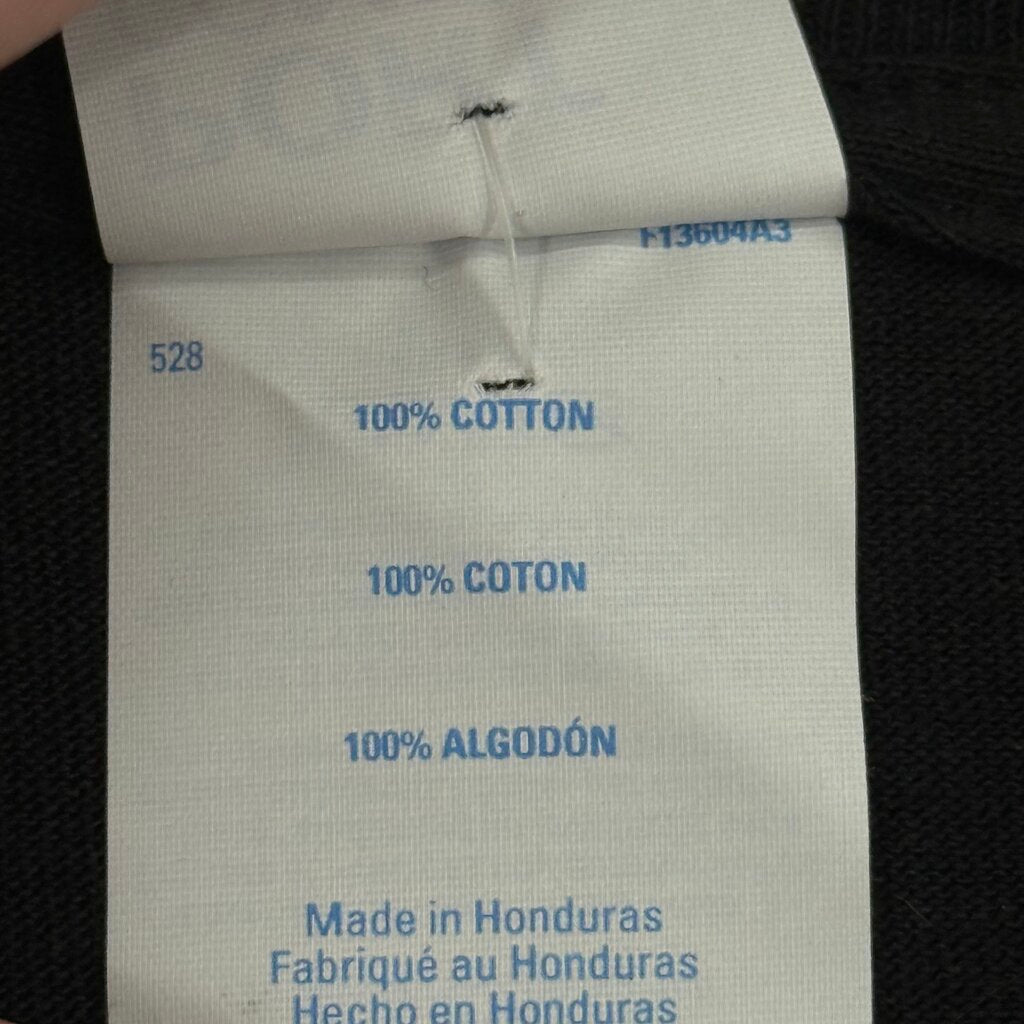 F13604A3
528
100% COTTON
100% COTON
100% ALGODÓN
Made in Honduras
Fabriqué au Honduras
Hecho en Honduras